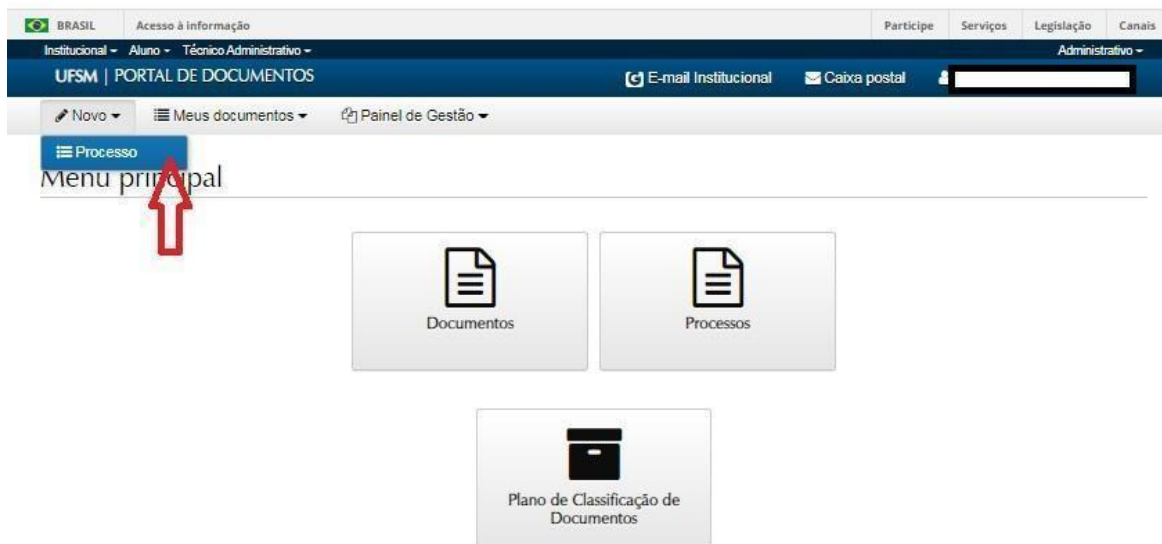 BRASIL Acesso à informação Participe Serviços Legislação Canais
Institucional Aluno Técnico Administrativo Administrativo
UFSM | PORTAL DE DOCUMENTOS E-mail Institucional Caixa postal
Novo Meus documentos Painel de Gestão
Processo
Menu principal
Documentos Processos
Plano de Classificação de
Documentos